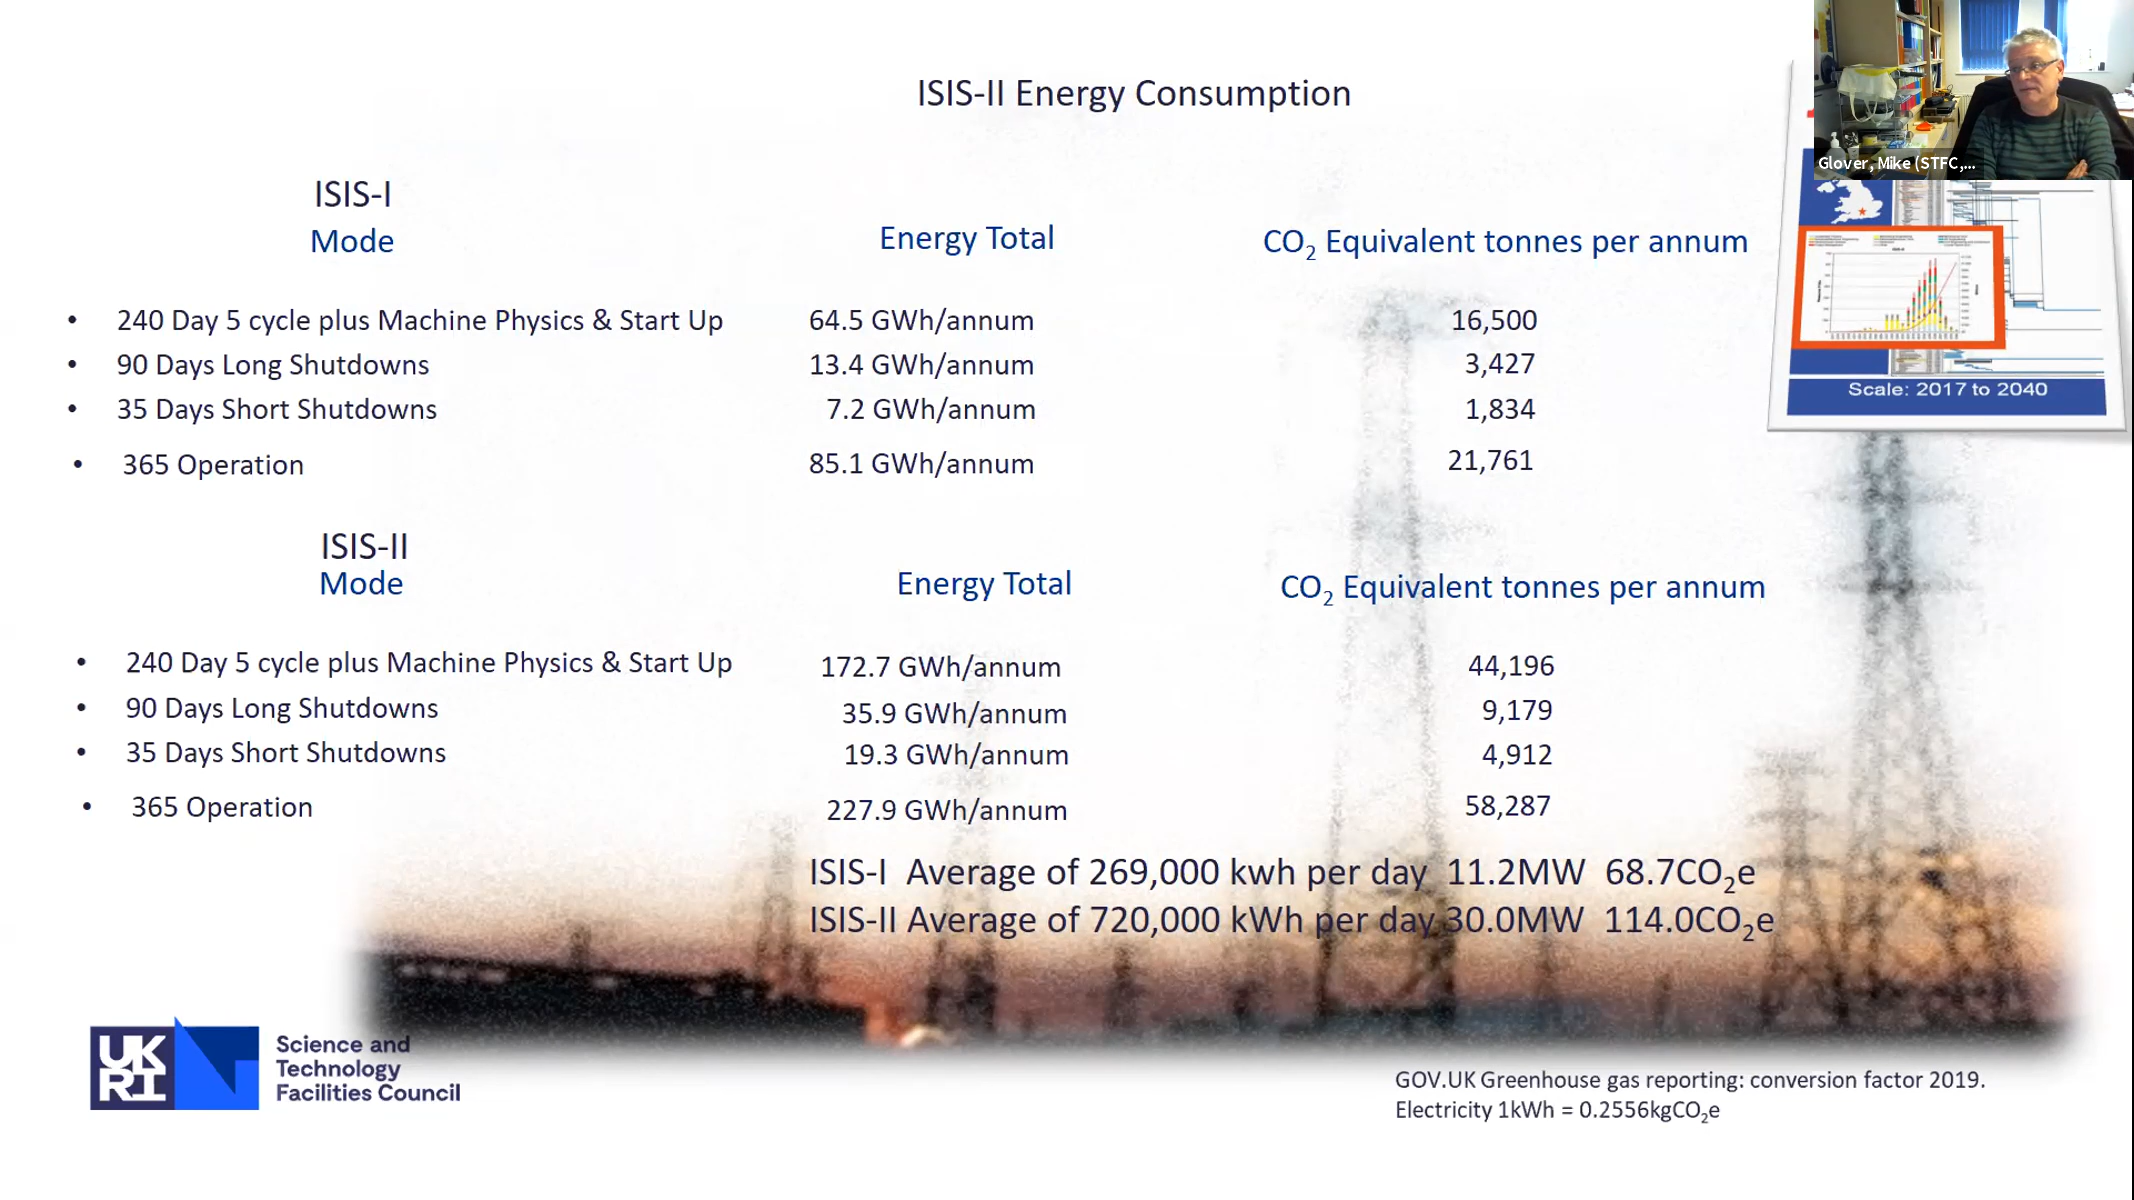 ISIS-II Energy Consumption
Glover, Mike (STFC,...
Scale: 2017 to 2040
ISIS-I
Mode
Energy Total
CO2 Equivalent tonnes per annum
• 240 Day 5 cycle plus Machine Physics & Start Up 64.5 GWh/annum 16,500
• 90 Days Long Shutdowns 13.4 GWh/annum 3,427
• 35 Days Short Shutdowns 7.2 GWh/annum 1,834
• 365 Operation 85.1 GWh/annum 21,761
ISIS-II
Mode
Energy Total
CO2 Equivalent tonnes per annum
• 240 Day 5 cycle plus Machine Physics & Start Up 172.7 GWh/annum 44,196
• 90 Days Long Shutdowns 35.9 GWh/annum 9,179
• 35 Days Short Shutdowns 19.3 GWh/annum 4,912
• 365 Operation 227.9 GWh/annum 58,287
ISIS-I Average of 269,000 kwh per day 11.2MW 68.7CO2e
ISIS-II Average of 720,000 kWh per day 30.0MW 114.0CO2e
UK
RI
Science and
Technology
Facilities Council
GOV.UK Greenhouse gas reporting: conversion factor 2019.
Electricity 1kWh = 0.2556kgCO2e